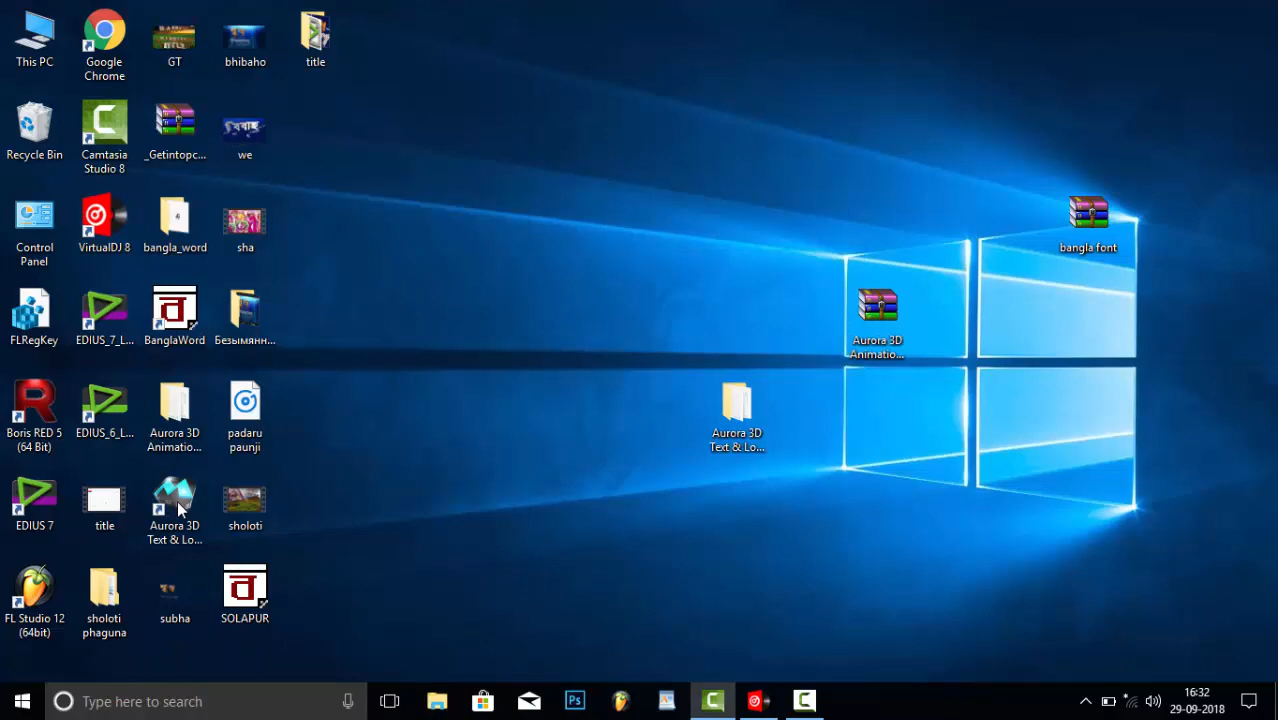 This PC
Google
Chrome
GT
bhibaho
title
Recycle Bin
Camtasia
Studio 8
_Getintopc...
we
Control
Panel
VirtualDJ 8
bangla_word
sha
bangla font
FLRegKey
EDIUS_7_L...
BanglaWord
Безымянн...
Aurora 3D
Animatio...
Boris RED 5
(64 Bit)
EDIUS_6_L...
Aurora 3D
Animatio...
padaru
paunji
Aurora 3D
Text & Lo...
EDIUS 7
title
Aurora 3D
Text & Lo...
sholoti
FL Studio 12
(64bit)
sholoti
phaguna
subha
SOLAPUR
Type here to search
Ps
16:32
29-09-2018